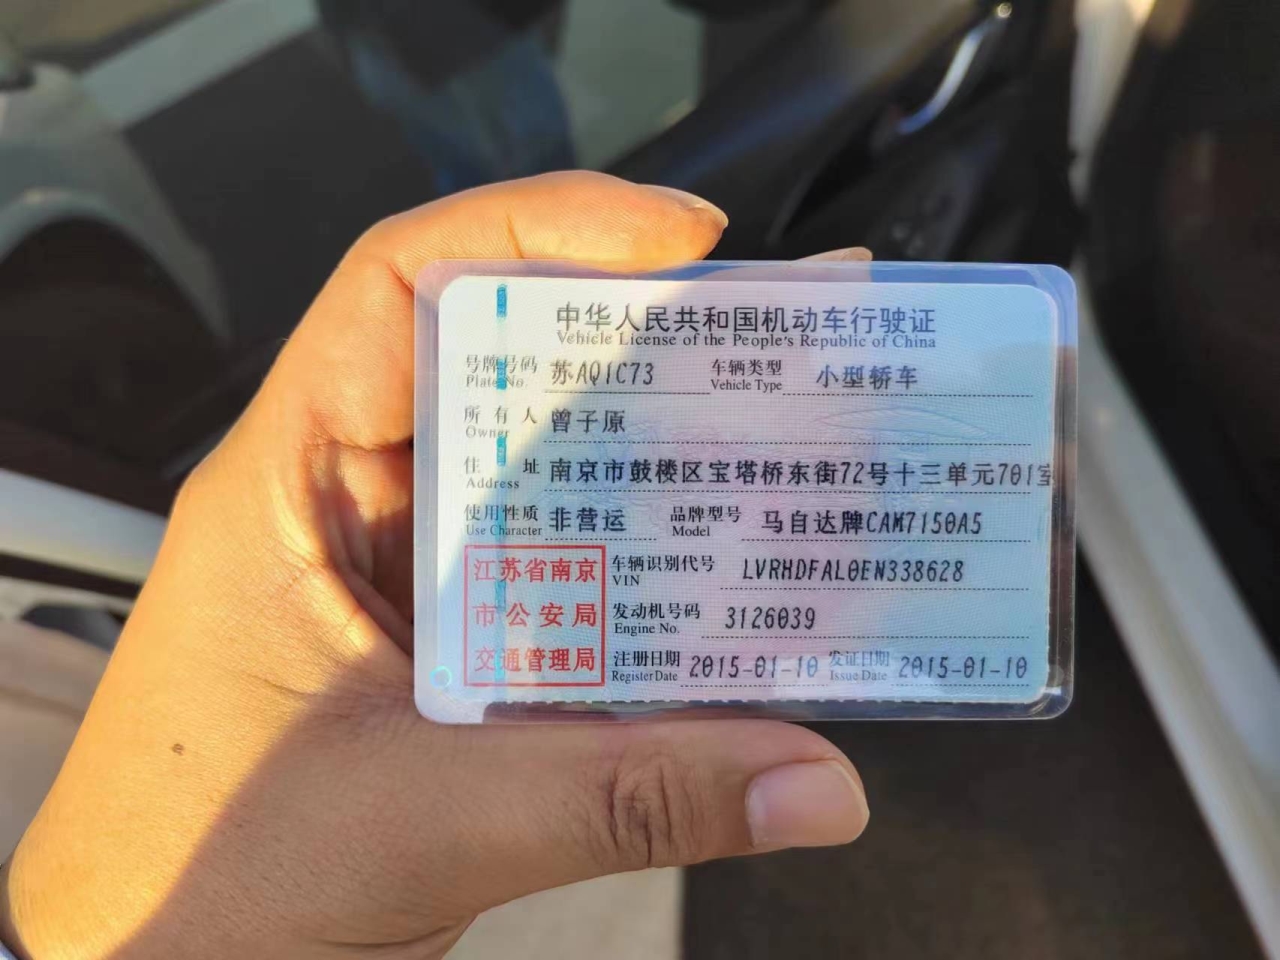 中华人民共和国机动车行驶证
Vehicle License of the People's Republic of China
号牌号码 苏AQ1C73 车辆类型 小型轿车
Plate No. Vehicle Type
所有人 曾子原
Owner
住址 南京市鼓楼区宝塔桥东街72号十三单元701室
Address
使用性质 非营运 品牌型号 马自达牌CAM7150A5
Use Character Model
江苏省南京
市公安局
交通管理局
车辆识别代号 LVRHDFAL0EN338628
VIN
发动机号码 3126039
Engine No.
注册日期 2015-01-10 发证日期 2015-01-10
Register Date Issue Date